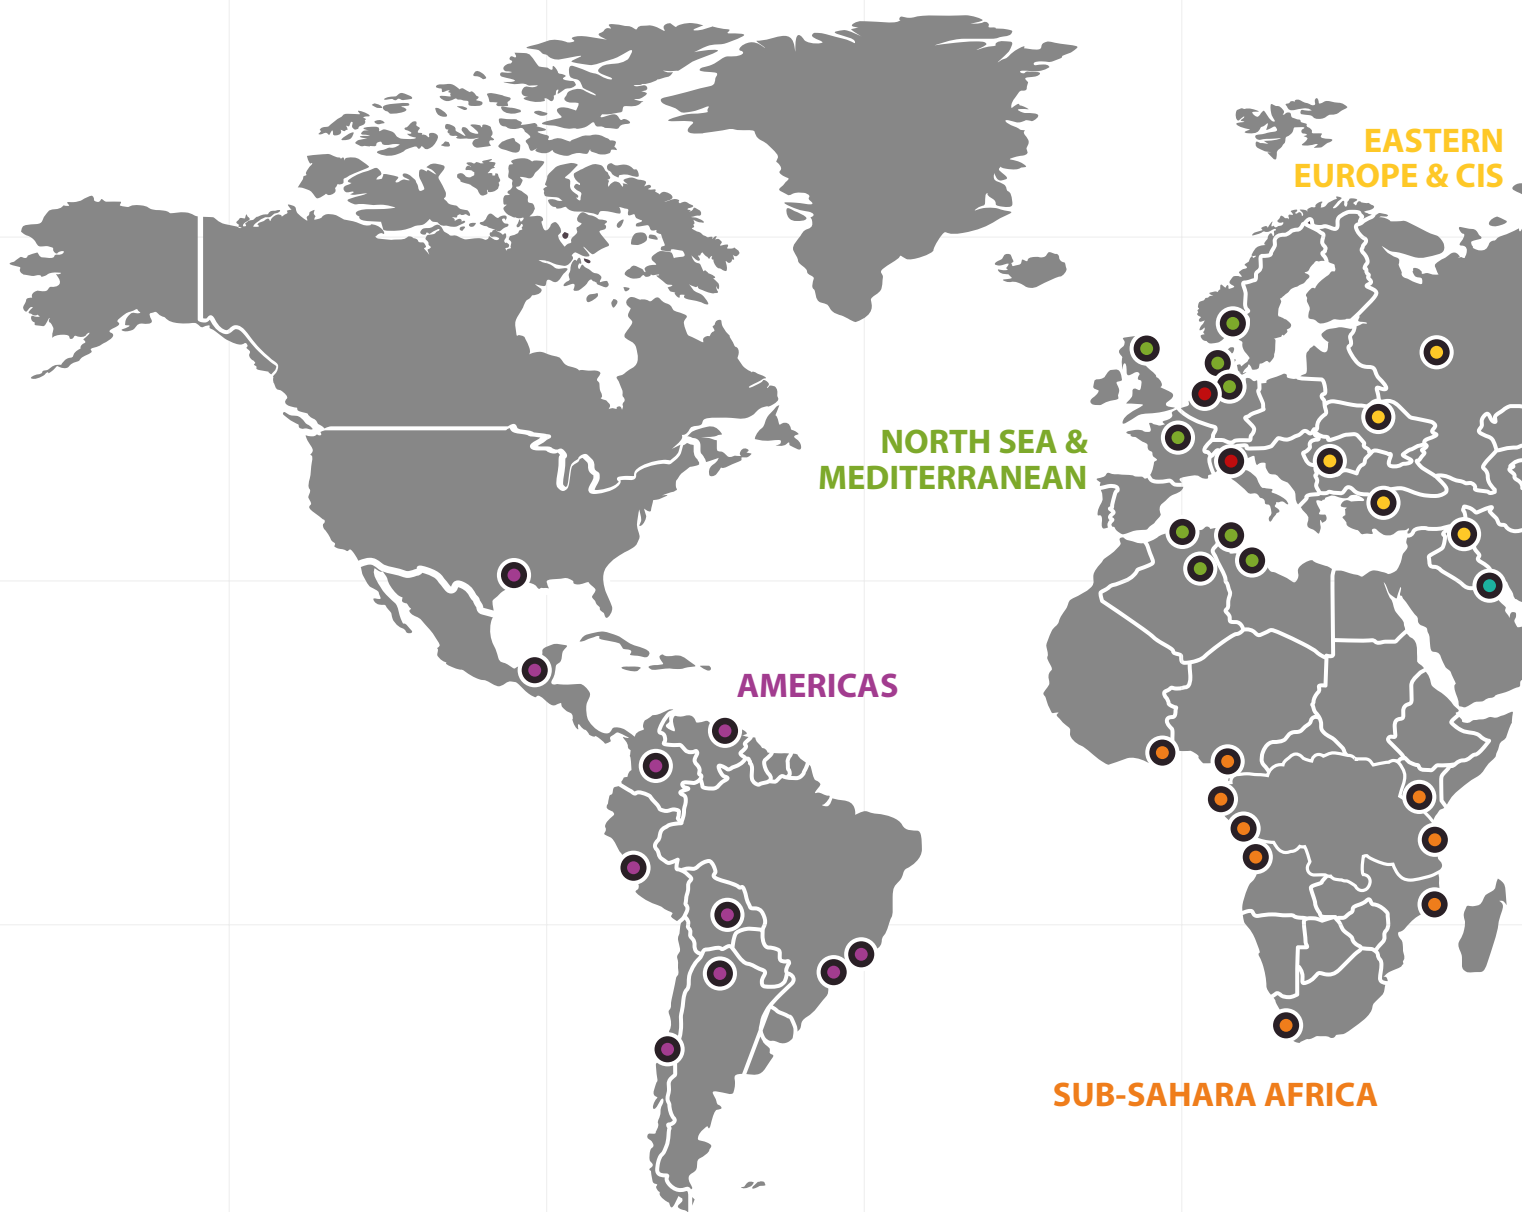 EASTERN
EUROPE & CIS
NORTH SEA &
MEDITERRANEAN
AMERICAS
SUB-SAHARA AFRICA